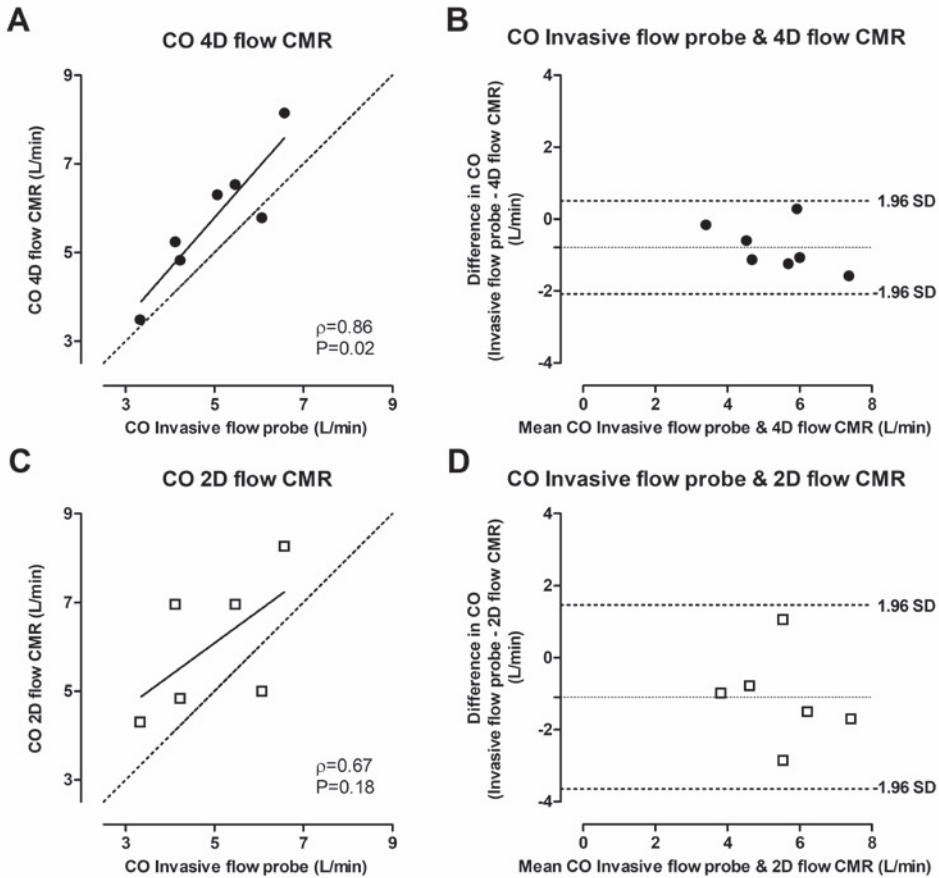 A
CO 4D flow CMR
CO 4D flow CMR (L/min)
9
7
5
3
ρ=0.86
P=0.02
3 5 7 9
CO Invasive flow probe (L/min)
B
CO Invasive flow probe & 4D flow CMR
Difference in CO
(Invasive flow probe - 4D flow CMR)
(L/min)
4
2
0
-2
-4
1.96 SD
-1.96 SD
0 2 4 6 8
Mean CO Invasive flow probe & 4D flow CMR (L/min)
C
CO 2D flow CMR
CO 2D flow CMR (L/min)
9
7
5
3
ρ=0.67
P=0.18
3 5 7 9
CO Invasive flow probe (L/min)
D
CO Invasive flow probe & 2D flow CMR
Difference in CO
(Invasive flow probe - 2D flow CMR)
(L/min)
4
2
0
-2
-4
1.96 SD
-1.96 SD
0 2 4 6 8
Mean CO Invasive flow probe & 2D flow CMR (L/min)